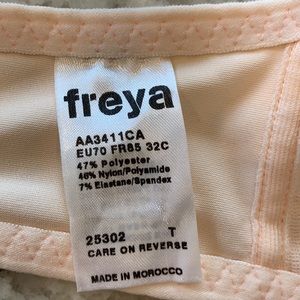 freya
AA3411CA
EU70 FR85 32C
47% Polyester
46% Nylon/Polyamide
7% Elastane/Spandex
25302 T
CARE ON REVERSE
MADE IN MOROCCO